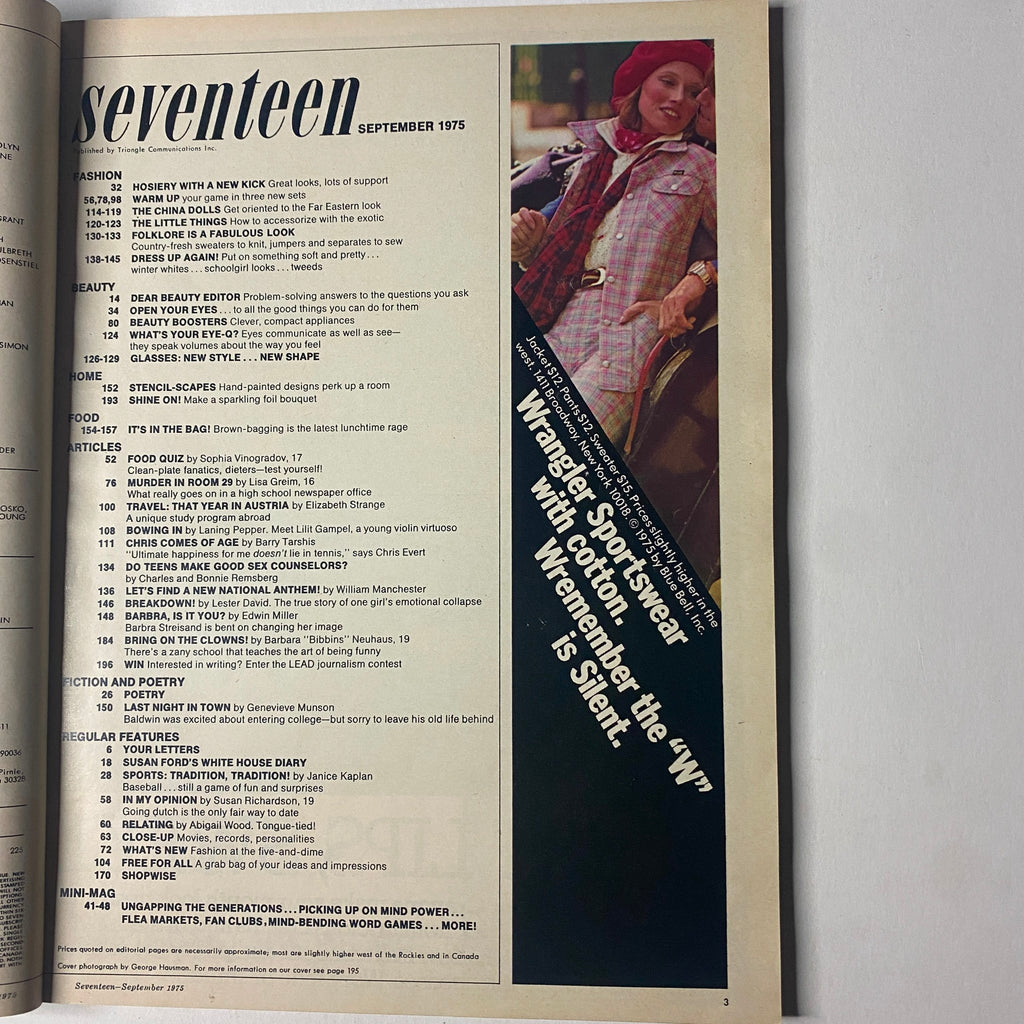 OLYN
NE
GRANT
H
ULBRETH
OSENSTIEL
MAN
SIMON
DER
OSKO,
OUNG
IN
11
90036
Pirnie,
30328
225
1975
seventeen
SEPTEMBER 1975
Published by Triangle Communications Inc.
FASHION
32 HOSIERY WITH A NEW KICK Great looks, lots of support
56,78,98 WARM UP your game in three new sets
114-119 THE CHINA DOLLS Get oriented to the Far Eastern look
120-123 THE LITTLE THINGS How to accessorize with the exotic
130-133 FOLKLORE IS A FABULOUS LOOK
Country-fresh sweaters to knit, jumpers and separates to sew
138-145 DRESS UP AGAIN! Put on something soft and pretty...
winter whites...schoolgirl looks...tweeds
BEAUTY
14 DEAR BEAUTY EDITOR Problem-solving answers to the questions you ask
34 OPEN YOUR EYES...to all the good things you can do for them
80 BEAUTY BOOSTERS Clever, compact appliances
124 WHAT'S YOUR EYE-Q? Eyes communicate as well as see—
they speak volumes about the way you feel
126-129 GLASSES: NEW STYLE...NEW SHAPE
HOME
152 STENCIL-SCAPES Hand-painted designs perk up a room
193 SHINE ON! Make a sparkling foil bouquet
FOOD
154-157 IT'S IN THE BAG! Brown-bagging is the latest lunchtime rage
ARTICLES
52 FOOD QUIZ by Sophia Vinogradov, 17
Clean-plate fanatics, dieters—test yourself!
76 MURDER IN ROOM 29 by Lisa Greim, 16
What really goes on in a high school newspaper office
100 TRAVEL: THAT YEAR IN AUSTRIA by Elizabeth Strange
A unique study program abroad
108 BOWING IN by Laning Pepper. Meet Lilit Gampel, a young violin virtuoso
111 CHRIS COMES OF AGE by Barry Tarshis
"Ultimate happiness for me doesn't lie in tennis," says Chris Evert
134 DO TEENS MAKE GOOD SEX COUNSELORS?
by Charles and Bonnie Remsberg
136 LET'S FIND A NEW NATIONAL ANTHEM! by William Manchester
146 BREAKDOWN! by Lester David. The true story of one girl's emotional collapse
148 BARBRA, IS IT YOU? by Edwin Miller
Barbra Streisand is bent on changing her image
184 BRING ON THE CLOWNS! by Barbara "Bibbins" Neuhaus, 19
There's a zany school that teaches the art of being funny
196 WIN Interested in writing? Enter the LEAD journalism contest
FICTION AND POETRY
26 POETRY
150 LAST NIGHT IN TOWN by Genevieve Munson
Baldwin was excited about entering college—but sorry to leave his old life behind
REGULAR FEATURES
6 YOUR LETTERS
18 SUSAN FORD'S WHITE HOUSE DIARY
28 SPORTS: TRADITION, TRADITION! by Janice Kaplan
Baseball...still a game of fun and surprises
58 IN MY OPINION by Susan Richardson, 19
Going dutch is the only fair way to date
60 RELATING by Abigail Wood. Tongue-tied!
63 CLOSE-UP Movies, records, personalities
72 WHAT'S NEW Fashion at the five-and-dime
104 FREE FOR ALL A grab bag of your ideas and impressions
170 SHOPWISE
MINI-MAG
41-48 UNGAPPING THE GENERATIONS...PICKING UP ON MIND POWER...
FLEA MARKETS, FAN CLUBS, MIND-BENDING WORD GAMES...MORE!
Prices quoted on editorial pages are necessarily approximate; most are slightly higher west of the Rockies and in Canada
Cover photograph by George Hausman. For more information on our cover see page 195
Seventeen—September 1975
Jacket $12. Pants $12. Sweater $15. Prices slightly higher in the
west. 1411 Broadway, New York 10018. © 1975 by Blue Bell, Inc.
Wrangler® Sportswear
with cotton.
Wremember the "W"
is Silent.
3